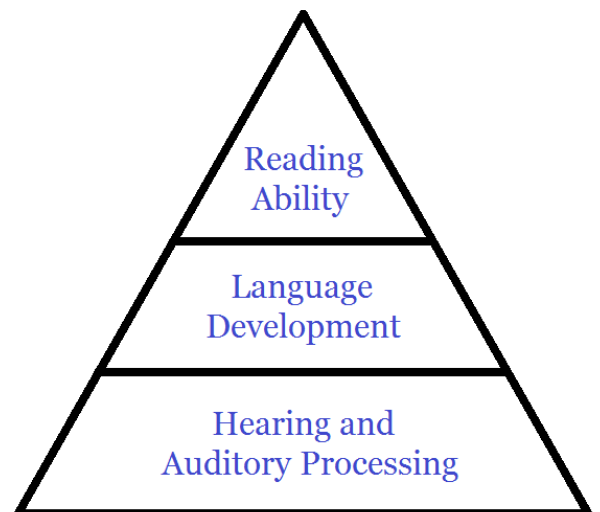 Reading
Ability
Language
Development
Hearing and
Auditory Processing